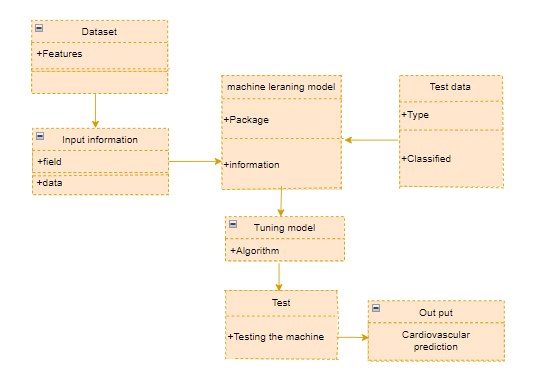 Dataset
+Features
Input information
+field
+data
machine leraning model
+Package
+information
Test data
+Type
+Classified
Tuning model
+Algorithm
Test
+Testing the machine
Out put
Cardiovascular
prediction